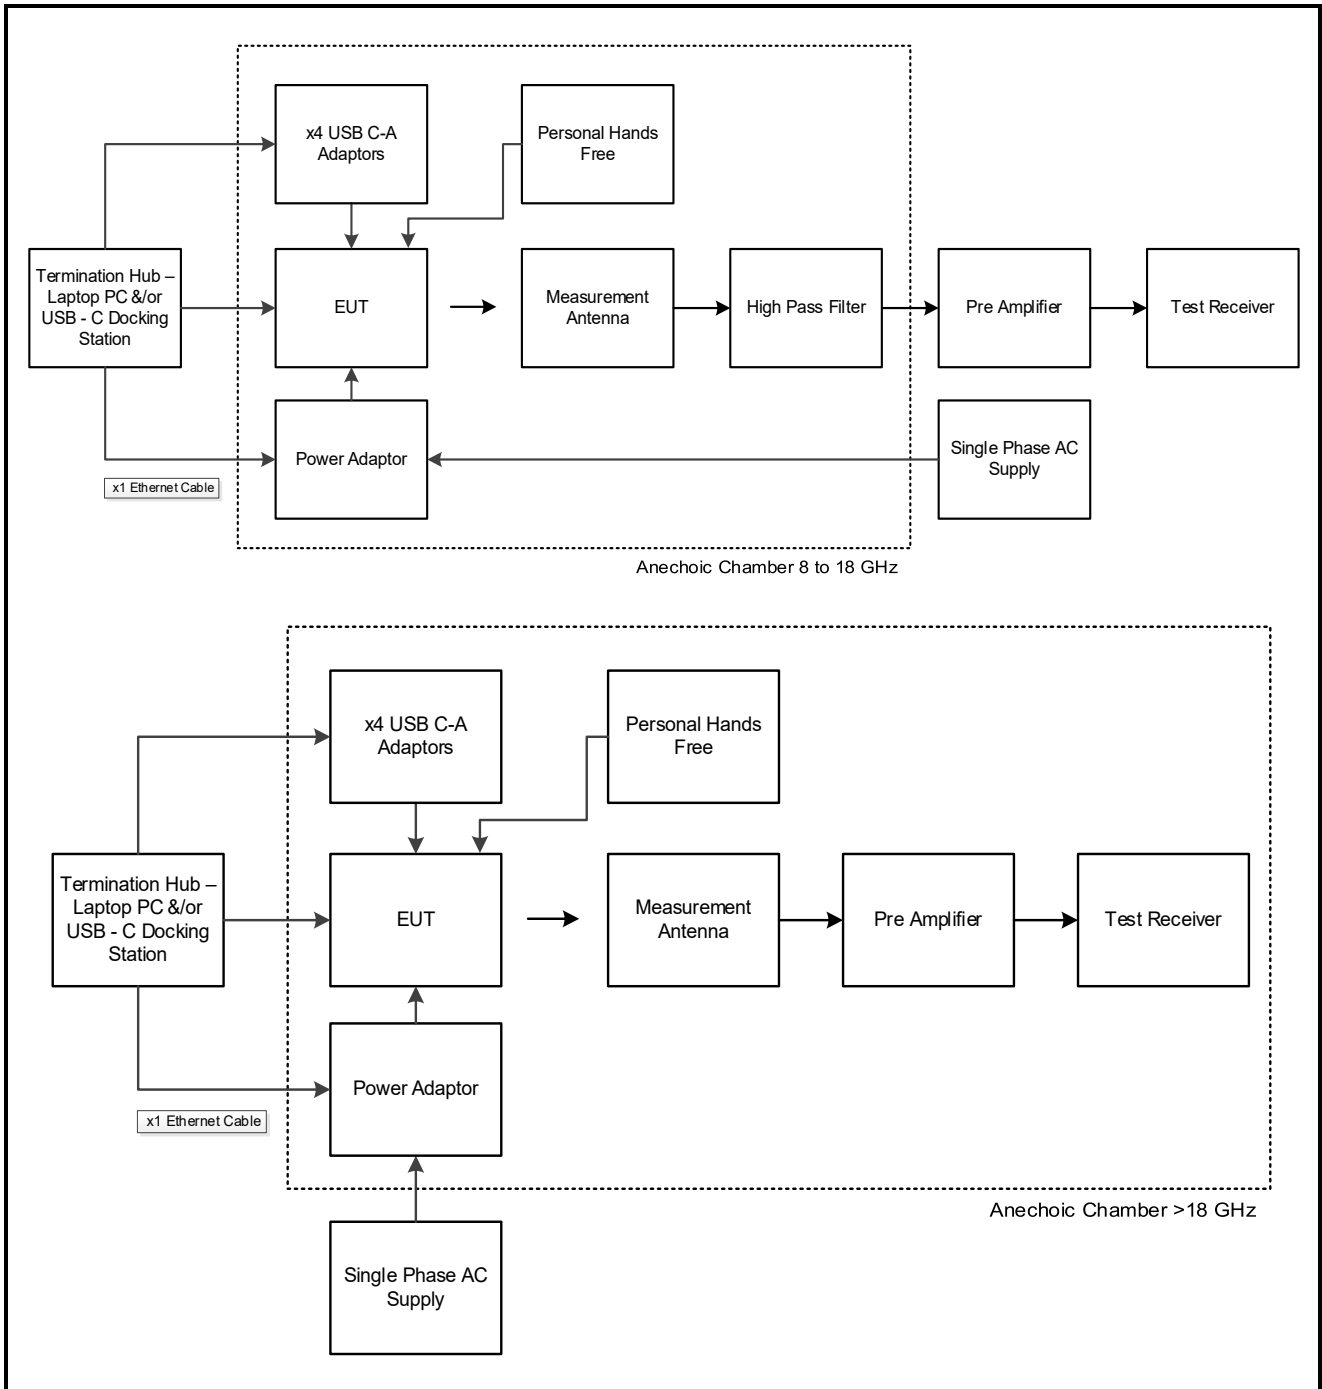 x4 USB C-A
Adaptors
Personal Hands
Free
Termination Hub –
Laptop PC &/or
USB - C Docking
Station
EUT
Measurement
Antenna
High Pass Filter
Pre Amplifier
Test Receiver
Power Adaptor
Single Phase AC
Supply
x1 Ethernet Cable
Anechoic Chamber 8 to 18 GHz
x4 USB C-A
Adaptors
Personal Hands
Free
Termination Hub –
Laptop PC &/or
USB - C Docking
Station
EUT
Measurement
Antenna
Pre Amplifier
Test Receiver
Power Adaptor
x1 Ethernet Cable
Anechoic Chamber >18 GHz
Single Phase AC
Supply